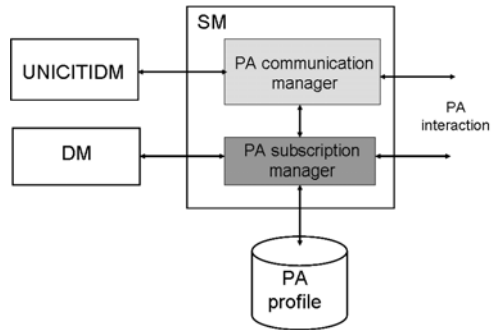 SM
UNICITIDM
PA communication
manager
PA
interaction
DM
PA subscription
manager
PA
profile